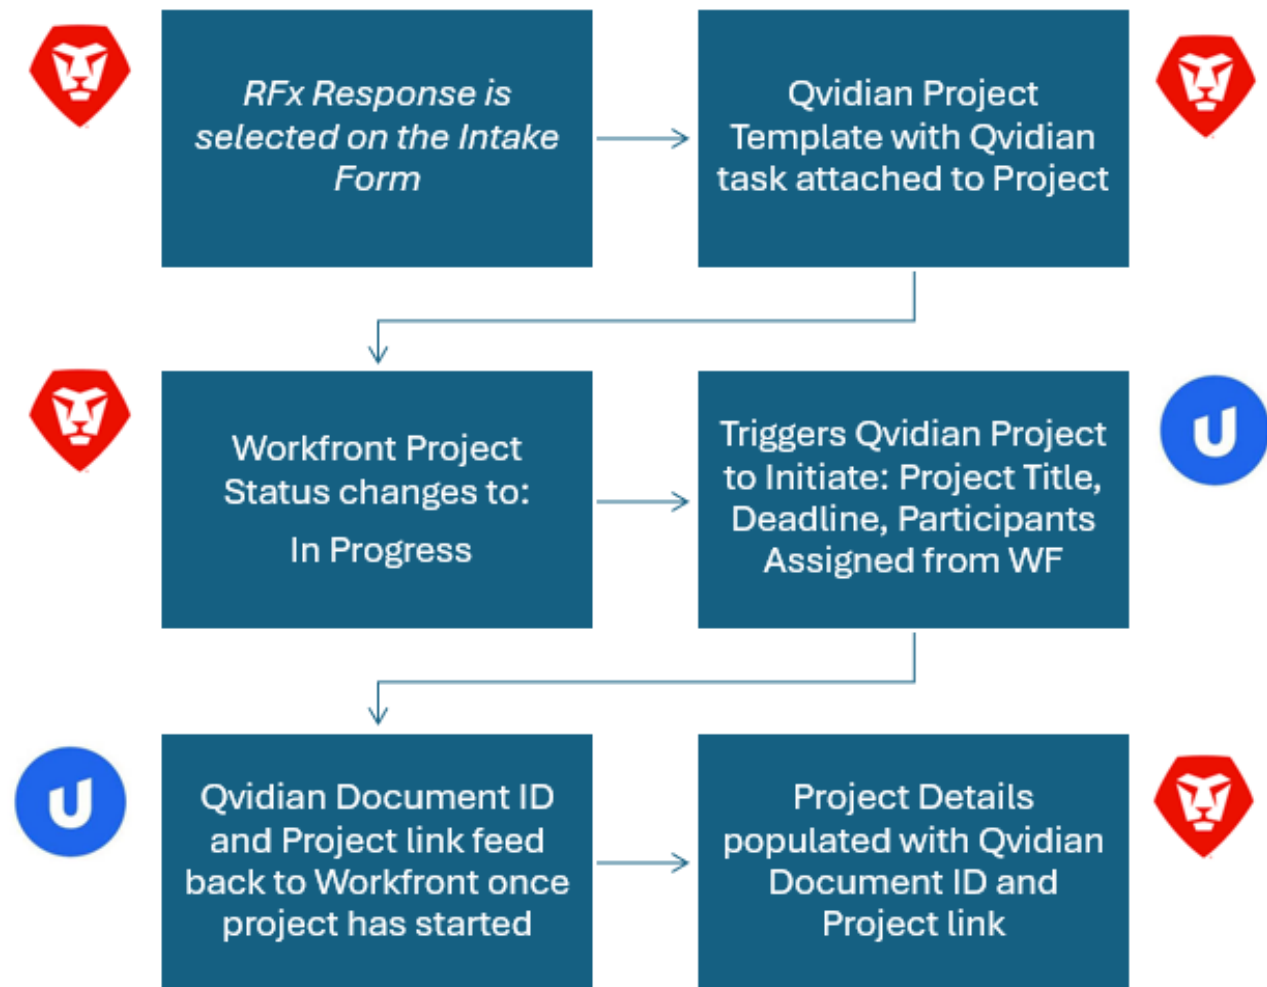 RFx Response is
selected on the Intake
Form
Qvidian Project
Template with Qvidian
task attached to Project
Workfront Project
Status changes to:
In Progress
Triggers Qvidian Project
to Initiate: Project Title,
Deadline, Participants
Assigned from WF
Qvidian Document ID
and Project link feed
back to Workfront once
project has started
Project Details
populated with Qvidian
Document ID and
Project link